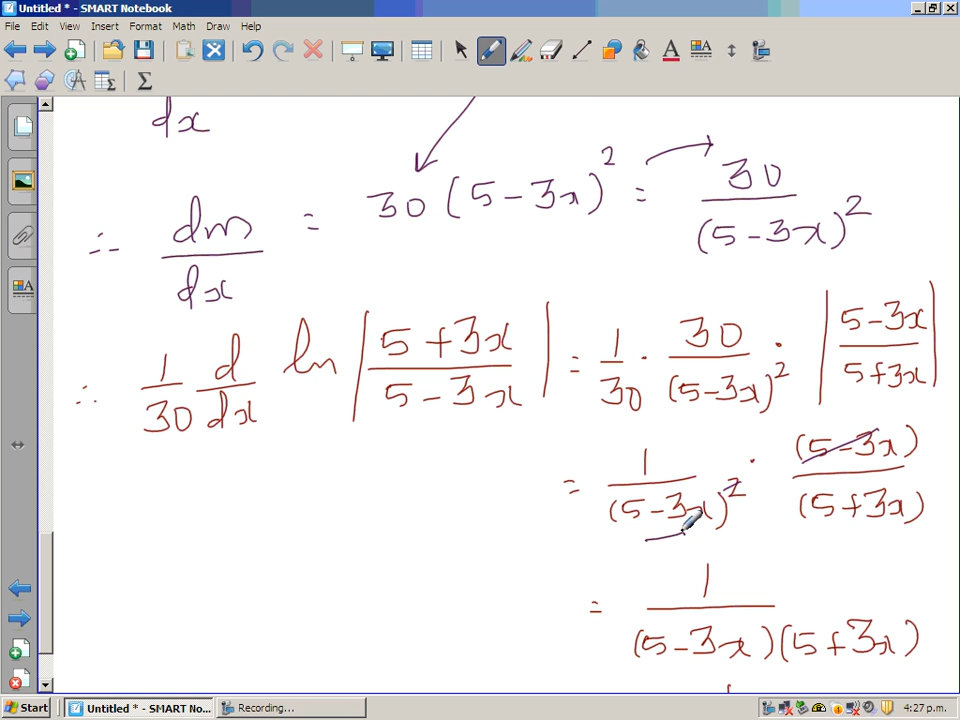 Untitled * - SMART Notebook
File Edit View Insert Format Tools Math Draw Help
dx
∴ dm/dx = 30(5-3x)² = 30/(5-3x)²
∴ 1/30 d/dx ln |5+3x/5-3x| = 1/30 · 30/(5-3x)² · |5-3x/5+3x|
= 1/(5-3x)² · (5-3x)/(5+3x)
= 1/(5-3x)(5+3x)
Start Untitled * - SMART No... Recording... 4:27 p.m.